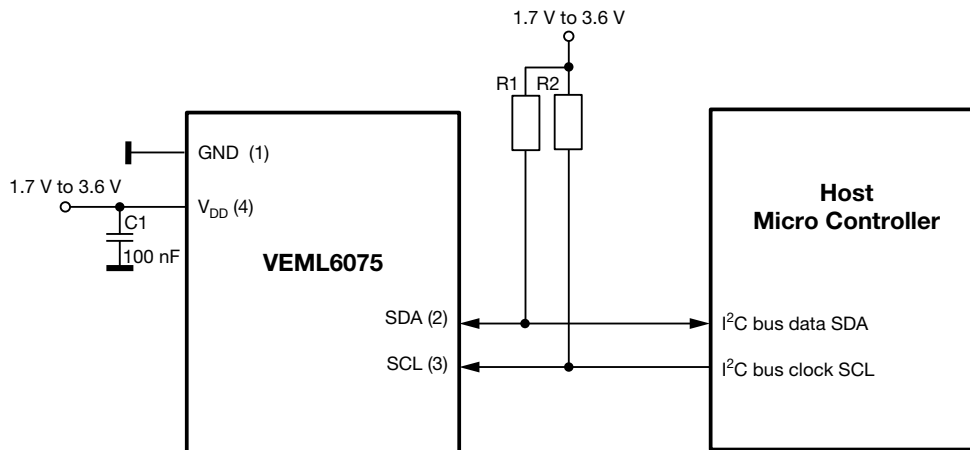 1.7 V to 3.6 V
R1
R2
GND (1)
1.7 V to 3.6 V
VDD (4)
C1
100 nF
VEML6075
Host
Micro Controller
SDA (2)
I²C bus data SDA
SCL (3)
I²C bus clock SCL